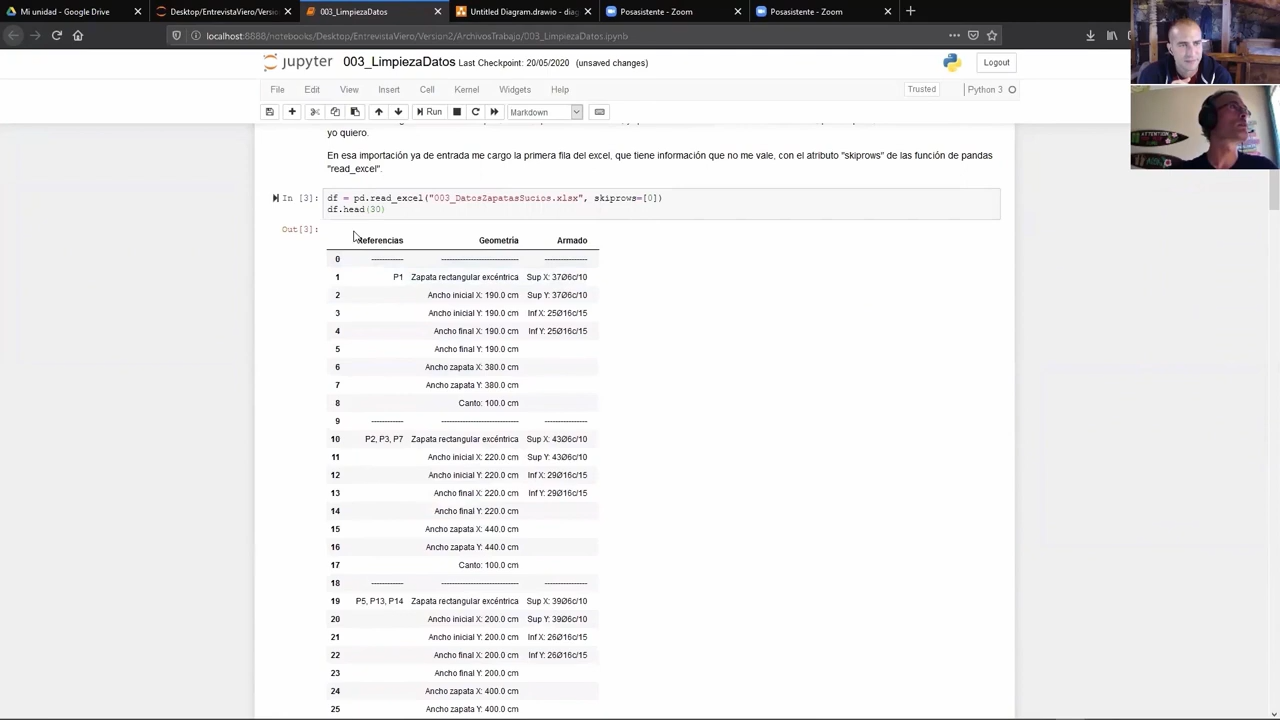 Mi unidad - Google Drive
Desktop/EntrevistaViero/Version
003_LimpiezaDatos
Untitled Diagram.drawio - diag
Posasistente - Zoom
Posasistente - Zoom
localhost:8888/notebooks/Desktop/EntrevistaViero/Version2/ArchivosTrabajo/003_LimpiezaDatos.ipynb
jupyter 003_LimpiezaDatos Last Checkpoint: 20/05/2020 (unsaved changes)
Logout
File Edit View Insert Cell Kernel Widgets Help
Trusted
Python 3
Run
Markdown
yo quiero.
En esa importación ya de entrada me cargo la primera fila del excel, que tiene información que no me vale, con el atributo "skiprows" de las función de pandas
"read_excel".
In [3]: df = pd.read_excel("003_DatosZapatasSucios.xlsx", skiprows=[0])
df.head(30)
Out[3]:
Referencias Geometria Armado
0 ------------ --------------------------- ----------------
1 P1 Zapata rectangular excéntrica Sup X: 37Ø6c/10
2 Ancho inicial X: 190.0 cm Sup Y: 37Ø6c/10
3 Ancho inicial Y: 190.0 cm Inf X: 25Ø16c/15
4 Ancho final X: 190.0 cm Inf Y: 25Ø16c/15
5 Ancho final Y: 190.0 cm
6 Ancho zapata X: 380.0 cm
7 Ancho zapata Y: 380.0 cm
8 Canto: 100.0 cm
9 ------------ --------------------------- ----------------
10 P2, P3, P7 Zapata rectangular excéntrica Sup X: 43Ø6c/10
11 Ancho inicial X: 220.0 cm Sup Y: 43Ø6c/10
12 Ancho inicial Y: 220.0 cm Inf X: 29Ø16c/15
13 Ancho final X: 220.0 cm Inf Y: 29Ø16c/15
14 Ancho final Y: 220.0 cm
15 Ancho zapata X: 440.0 cm
16 Ancho zapata Y: 440.0 cm
17 Canto: 100.0 cm
18 ------------ --------------------------- ----------------
19 P5, P13, P14 Zapata rectangular excéntrica Sup X: 39Ø6c/10
20 Ancho inicial X: 200.0 cm Sup Y: 39Ø6c/10
21 Ancho inicial Y: 200.0 cm Inf X: 26Ø16c/15
22 Ancho final X: 200.0 cm Inf Y: 26Ø16c/15
23 Ancho final Y: 200.0 cm
24 Ancho zapata X: 400.0 cm
25 Ancho zapata Y: 400.0 cm